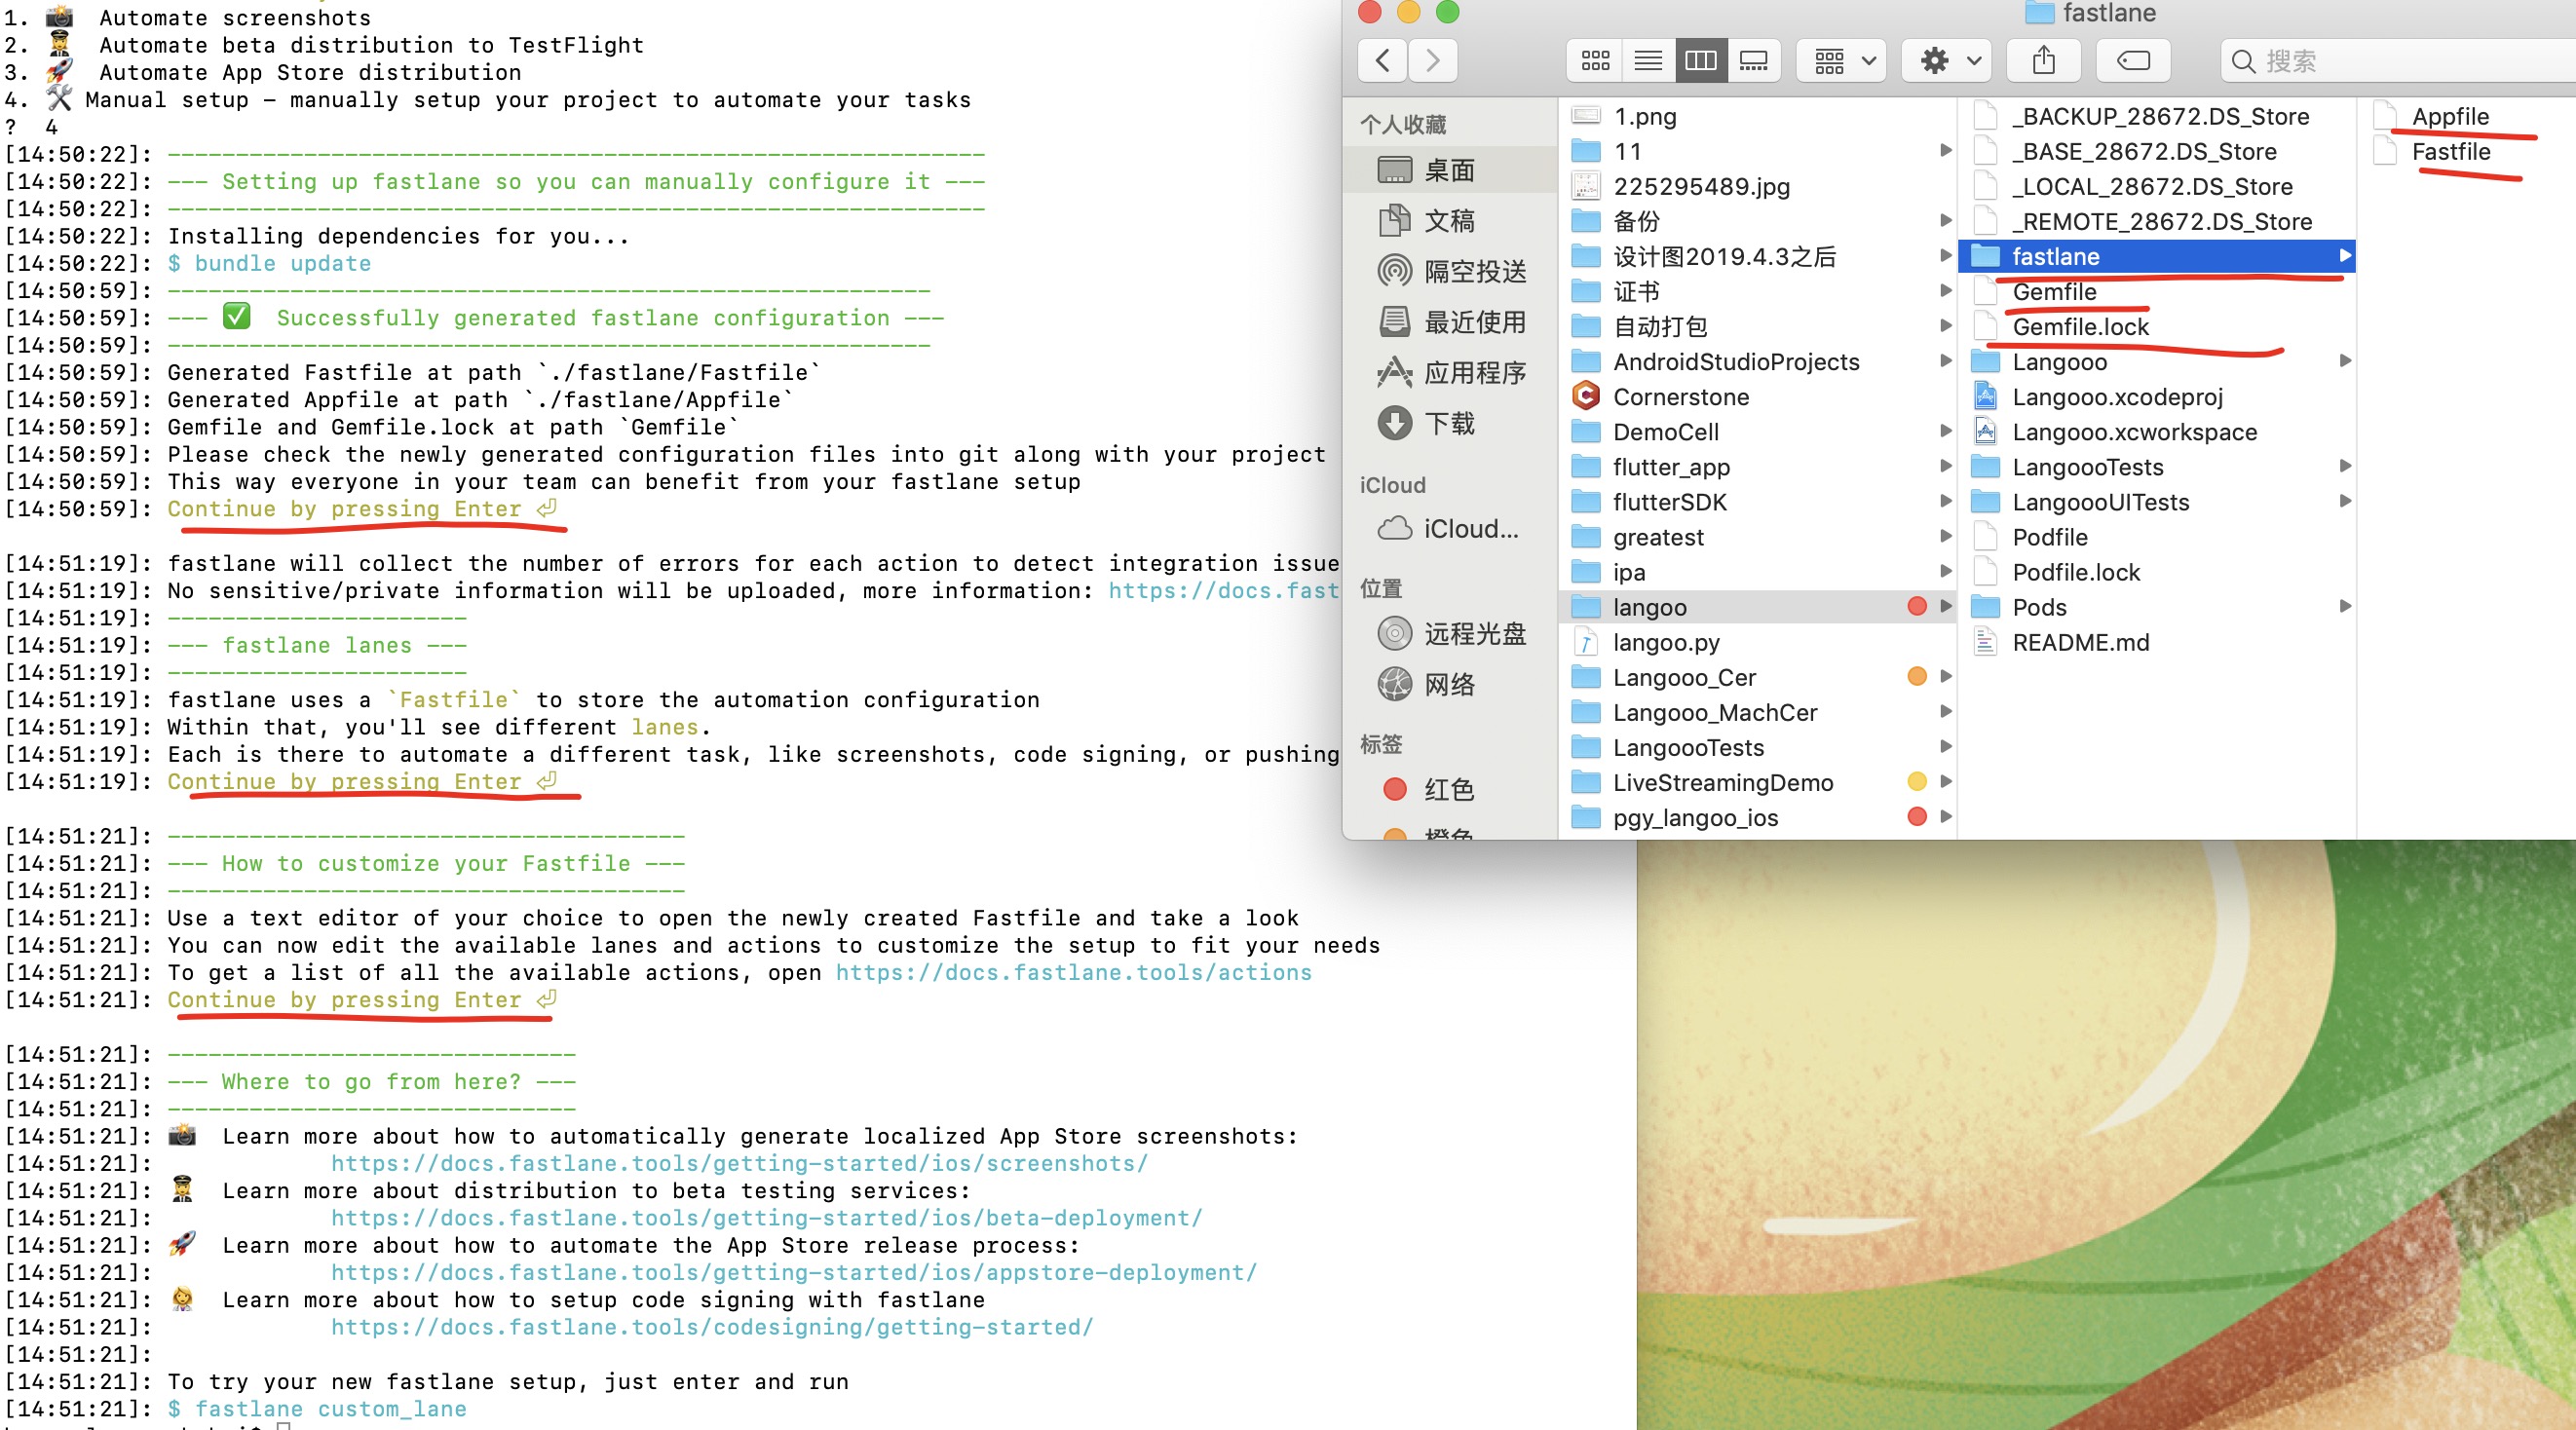 1. 📸 Automate screenshots
2. 👩‍✈️ Automate beta distribution to TestFlight
3. 🚀 Automate App Store distribution
4. 🛠 Manual setup - manually setup your project to automate your tasks
? 4
[14:50:22]: ------------------------------------------------------------
[14:50:22]: --- Setting up fastlane so you can manually configure it ---
[14:50:22]: ------------------------------------------------------------
[14:50:22]: Installing dependencies for you...
[14:50:22]: $ bundle update
[14:50:59]: --------------------------------------------------------
[14:50:59]: --- ✅ Successfully generated fastlane configuration ---
[14:50:59]: --------------------------------------------------------
[14:50:59]: Generated Fastfile at path `./fastlane/Fastfile`
[14:50:59]: Generated Appfile at path `./fastlane/Appfile`
[14:50:59]: Gemfile and Gemfile.lock at path `Gemfile`
[14:50:59]: Please check the newly generated configuration files into git along with your project
[14:50:59]: This way everyone in your team can benefit from your fastlane setup
[14:50:59]: Continue by pressing Enter ⏎
[14:51:19]: fastlane will collect the number of errors for each action to detect integration issue
[14:51:19]: No sensitive/private information will be uploaded, more information: https://docs.fast
[14:51:19]: ----------------------
[14:51:19]: --- fastlane lanes ---
[14:51:19]: ----------------------
[14:51:19]: fastlane uses a `Fastfile` to store the automation configuration
[14:51:19]: Within that, you'll see different lanes.
[14:51:19]: Each is there to automate a different task, like screenshots, code signing, or pushing
[14:51:19]: Continue by pressing Enter ⏎
[14:51:21]: --------------------------------------
[14:51:21]: --- How to customize your Fastfile ---
[14:51:21]: --------------------------------------
[14:51:21]: Use a text editor of your choice to open the newly created Fastfile and take a look
[14:51:21]: You can now edit the available lanes and actions to customize the setup to fit your needs
[14:51:21]: To get a list of all the available actions, open https://docs.fastlane.tools/actions
[14:51:21]: Continue by pressing Enter ⏎
[14:51:21]: ------------------------------
[14:51:21]: --- Where to go from here? ---
[14:51:21]: ------------------------------
[14:51:21]: 📸 Learn more about how to automatically generate localized App Store screenshots:
[14:51:21]: https://docs.fastlane.tools/getting-started/ios/screenshots/
[14:51:21]: 👩‍✈️ Learn more about distribution to beta testing services:
[14:51:21]: https://docs.fastlane.tools/getting-started/ios/beta-deployment/
[14:51:21]: 🚀 Learn more about how to automate the App Store release process:
[14:51:21]: https://docs.fastlane.tools/getting-started/ios/appstore-deployment/
[14:51:21]: 👩‍⚕️ Learn more about how to setup code signing with fastlane
[14:51:21]: https://docs.fastlane.tools/codesigning/getting-started/
[14:51:21]:
[14:51:21]: To try your new fastlane setup, just enter and run
[14:51:21]: $ fastlane custom_lane
fastlane
搜索
个人收藏
桌面
文稿
隔空投送
最近使用
应用程序
下载
iCloud
iCloud...
位置
远程光盘
网络
标签
红色
橙色
1.png
11
225295489.jpg
备份
设计图2019.4.3之后
证书
自动打包
AndroidStudioProjects
Cornerstone
DemoCell
flutter_app
flutterSDK
greatest
ipa
langoo
langoo.py
Langooo_Cer
Langooo_MachCer
LangoooTests
LiveStreamingDemo
pgy_langoo_ios
_BACKUP_28672.DS_Store
_BASE_28672.DS_Store
_LOCAL_28672.DS_Store
_REMOTE_28672.DS_Store
fastlane
Gemfile
Gemfile.lock
Langooo
Langooo.xcodeproj
Langooo.xcworkspace
LangoooTests
LangoooUITests
Podfile
Podfile.lock
Pods
README.md
Appfile
Fastfile